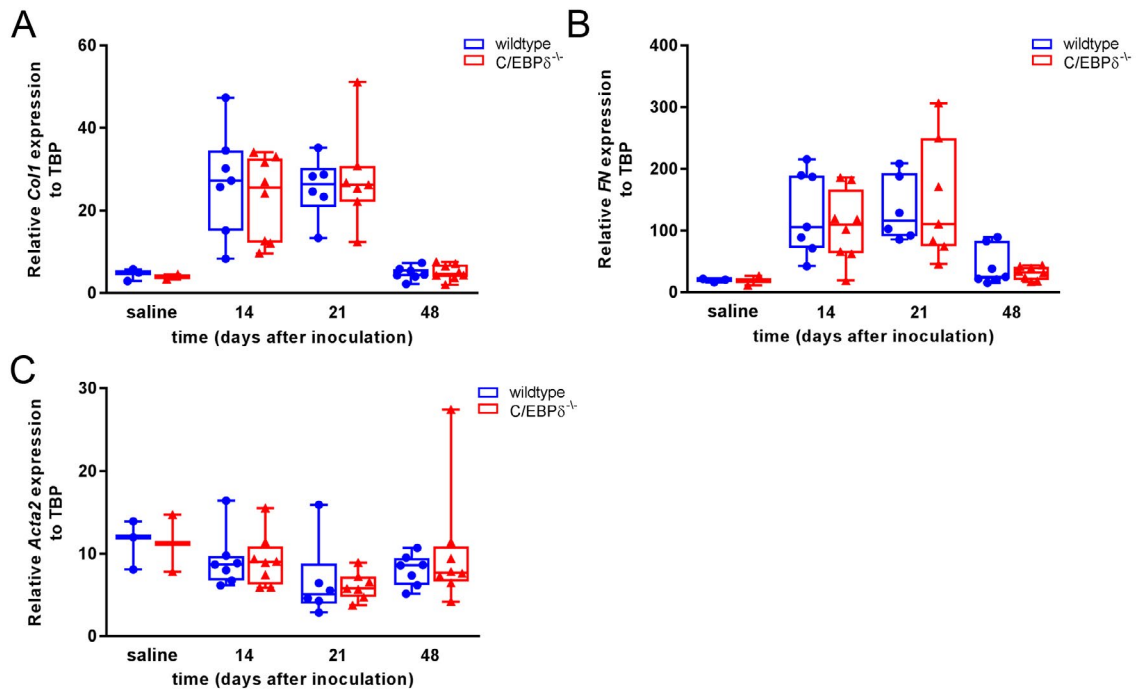 A
Relative Col1 expression
to TBP
60
40
20
0
saline
14
21
48
time (days after inoculation)
wildtype
C/EBPδ-\-
B
Relative FN expression
to TBP
400
300
200
100
0
saline
14
21
48
time (days after inoculation)
wildtype
C/EBPδ-\-
C
Relative Acta2 expression
to TBP
30
20
10
0
saline
14
21
48
time (days after inoculation)
wildtype
C/EBPδ-\-